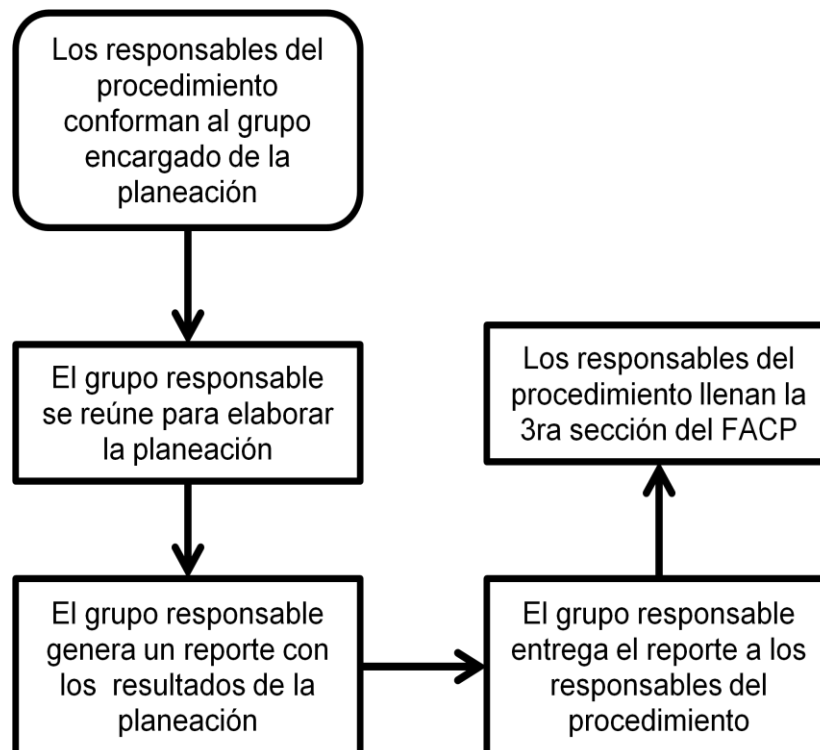 Los responsables del
procedimiento
conforman al grupo
encargado de la
planeación
El grupo responsable
se reúne para elaborar
la planeación
El grupo responsable
genera un reporte con
los resultados de la
planeación
El grupo responsable
entrega el reporte a los
responsables del
procedimiento
Los responsables del
procedimiento llenan la
3ra sección del FACP